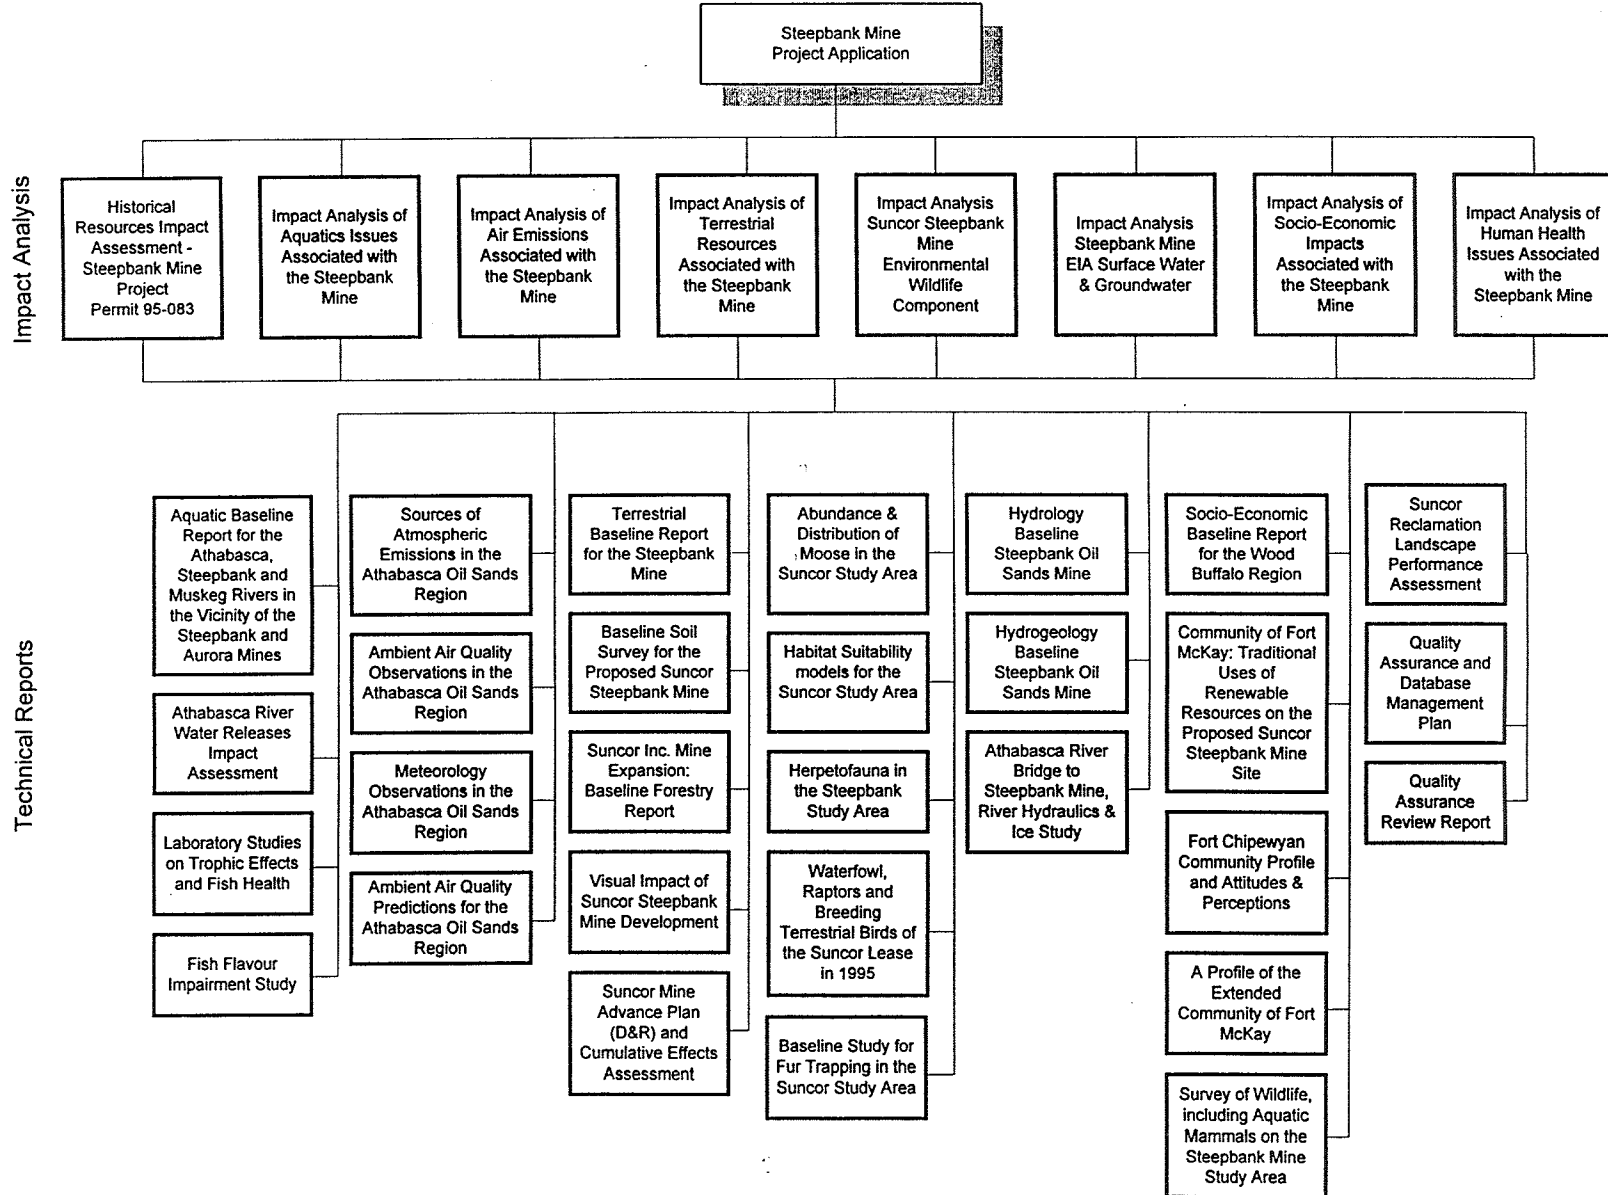 Steepbank Mine
Project Application
Impact Analysis
Historical
Resources Impact
Assessment -
Steepbank Mine
Project
Permit 95-083
Impact Analysis of
Aquatics Issues
Associated with
the Steepbank
Mine
Impact Analysis of
Air Emissions
Associated with
the Steepbank
Mine
Impact Analysis of
Terrestrial
Resources
Associated with
the Steepbank
Mine
Impact Analysis
Suncor Steepbank
Mine
Environmental
Wildlife
Component
Impact Analysis
Steepbank Mine
EIA Surface Water
& Groundwater
Impact Analysis of
Socio-Economic
Impacts
Associated with
the Steepbank
Mine
Impact Analysis of
Human Health
Issues Associated
with the
Steepbank Mine
Technical Reports
Aquatic Baseline
Report for the
Athabasca,
Steepbank and
Muskeg Rivers in
the Vicinity of the
Steepbank and
Aurora Mines
Athabasca River
Water Releases
Impact
Assessment
Laboratory Studies
on Trophic Effects
and Fish Health
Fish Flavour
Impairment Study
Sources of
Atmospheric
Emissions in the
Athabasca Oil Sands
Region
Ambient Air Quality
Observations in the
Athabasca Oil Sands
Region
Meteorology
Observations in the
Athabasca Oil Sands
Region
Ambient Air Quality
Predictions for the
Athabasca Oil Sands
Region
Terrestrial
Baseline Report
for the Steepbank
Mine
Baseline Soil
Survey for the
Proposed Suncor
Steepbank Mine
Suncor Inc. Mine
Expansion:
Baseline Forestry
Report
Visual Impact of
Suncor Steepbank
Mine Development
Suncor Mine
Advance Plan
(D&R) and
Cumulative Effects
Assessment
Abundance &
Distribution of
Moose in the
Suncor Study Area
Habitat Suitability
models for the
Suncor Study Area
Herpetofauna in
the Steepbank
Study Area
Waterfowl,
Raptors and
Breeding
Terrestrial Birds of
the Suncor Lease
in 1995
Baseline Study for
Fur Trapping in the
Suncor Study Area
Hydrology
Baseline
Steepbank Oil
Sands Mine
Hydrogeology
Baseline
Steepbank Oil
Sands Mine
Athabasca River
Bridge to
Steepbank Mine,
River Hydraulics &
Ice Study
Socio-Economic
Baseline Report
for the Wood
Buffalo Region
Community of Fort
McKay: Traditional
Uses of
Renewable
Resources on the
Proposed Suncor
Steepbank Mine
Site
Fort Chipewyan
Community Profile
and Attitudes &
Perceptions
A Profile of the
Extended
Community of Fort
McKay
Survey of Wildlife,
including Aquatic
Mammals on the
Steepbank Mine
Study Area
Suncor
Reclamation
Landscape
Performance
Assessment
Quality
Assurance and
Database
Management
Plan
Quality
Assurance
Review Report